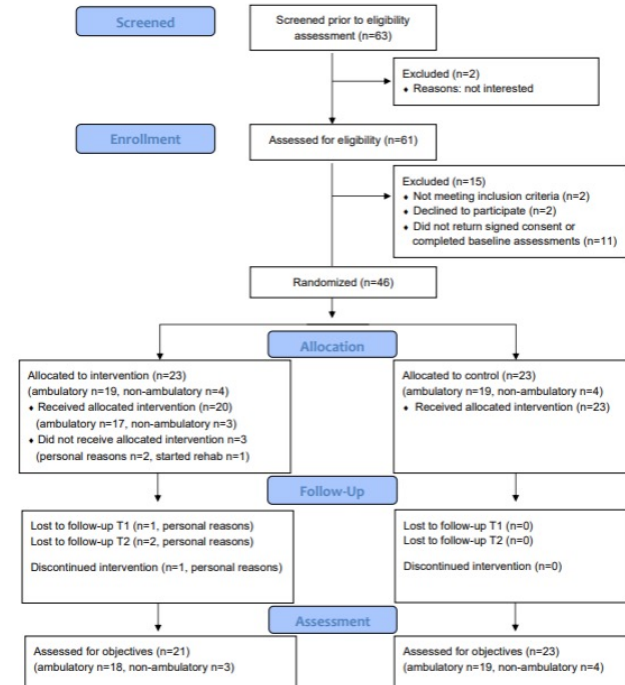 Screened
Screened prior to eligibility
assessment (n=63)
Excluded (n=2)
♦ Reasons: not interested
Enrollment
Assessed for eligibility (n=61)
Excluded (n=15)
♦ Not meeting inclusion criteria (n=2)
♦ Declined to participate (n=2)
♦ Did not return signed consent or
completed baseline assessments (n=11)
Randomized (n=46)
Allocation
Allocated to intervention (n=23)
(ambulatory n=19, non-ambulatory n=4)
♦ Received allocated intervention (n=20)
(ambulatory n=17, non-ambulatory n=3)
♦ Did not receive allocated intervention n=3
(personal reasons n=2, started rehab n=1)
Allocated to control (n=23)
(ambulatory n=19, non-ambulatory n=4)
♦ Received allocated intervention (n=23)
Follow-Up
Lost to follow-up T1 (n=1, personal reasons)
Lost to follow-up T2 (n=2, personal reasons)
Discontinued intervention (n=1, personal reasons)
Lost to follow-up T1 (n=0)
Lost to follow-up T2 (n=0)
Discontinued intervention (n=0)
Assessment
Assessed for objectives (n=21)
(ambulatory n=18, non-ambulatory n=3)
Assessed for objectives (n=23)
(ambulatory n=19, non-ambulatory n=4)